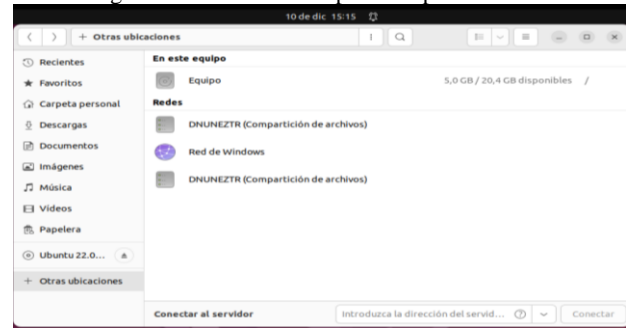 10 de dic 15:15
+ Otras ubicaciones
Recientes
Favoritos
Carpeta personal
Descargas
Documentos
Imágenes
Música
Vídeos
Papelera
Ubuntu 22.0...
+ Otras ubicaciones
En este equipo
Equipo 5,0 GB / 20,4 GB disponibles /
Redes
DNUNEZTR (Compartición de archivos)
Red de Windows
DNUNEZTR (Compartición de archivos)
Conectar al servidor Introduzca la dirección del servid... Conectar